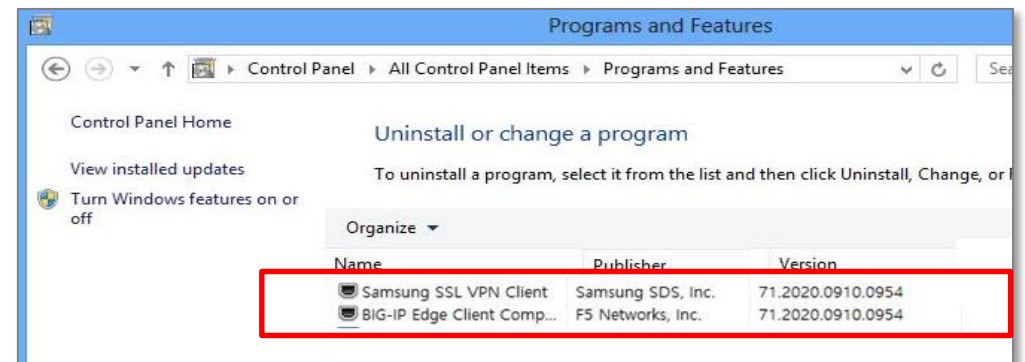 Programs and Features
Control Panel ▸ All Control Panel Items ▸ Programs and Features
Control Panel Home
Uninstall or change a program
View installed updates
To uninstall a program, select it from the list and then click Uninstall, Change, or
Turn Windows features on or
off
Organize
Name Publisher Version
Samsung SSL VPN Client Samsung SDS, Inc. 71.2020.0910.0954
BIG-IP Edge Client Comp... F5 Networks, Inc. 71.2020.0910.0954